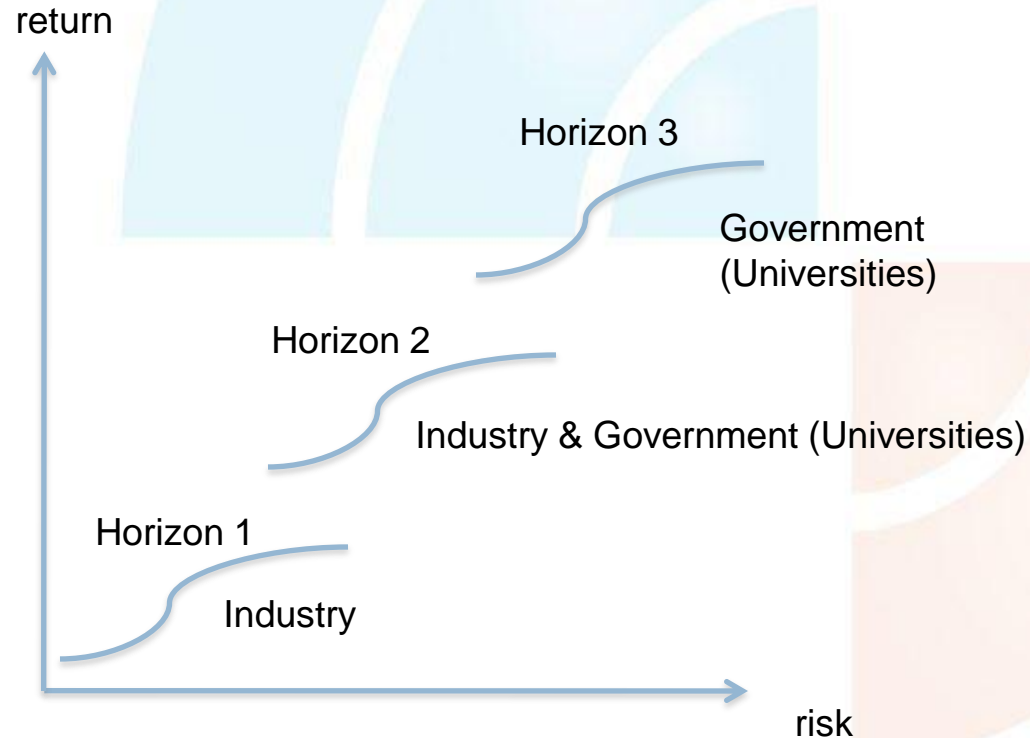 return
Horizon 3
Government
(Universities)
Horizon 2
Industry & Government (Universities)
Horizon 1
Industry
risk